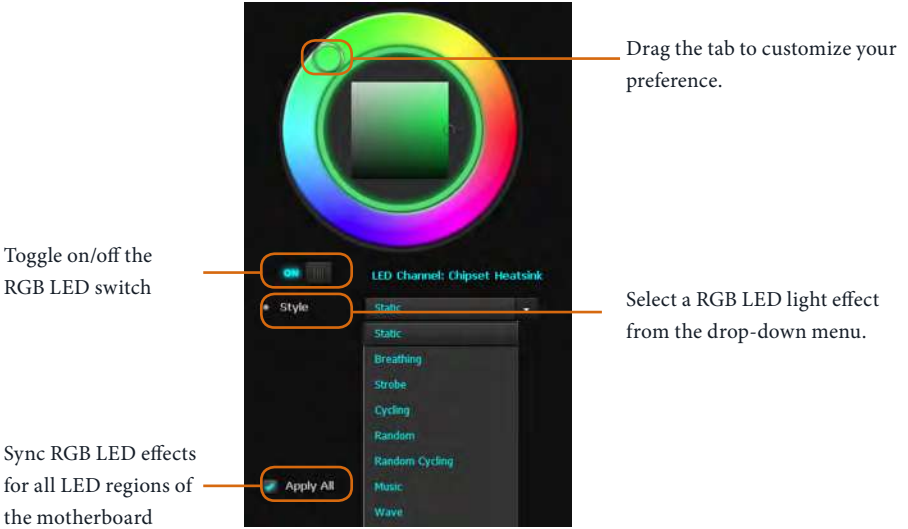 Drag the tab to customize your
preference.
Toggle on/off the
RGB LED switch
ON
LED Channel: Chipset Heatsink
Style
Static
Select a RGB LED light effect
from the drop-down menu.
Static
Breathing
Strobe
Cycling
Random
Random Cycling
Music
Wave
Sync RGB LED effects
for all LED regions of
the motherboard
Apply All